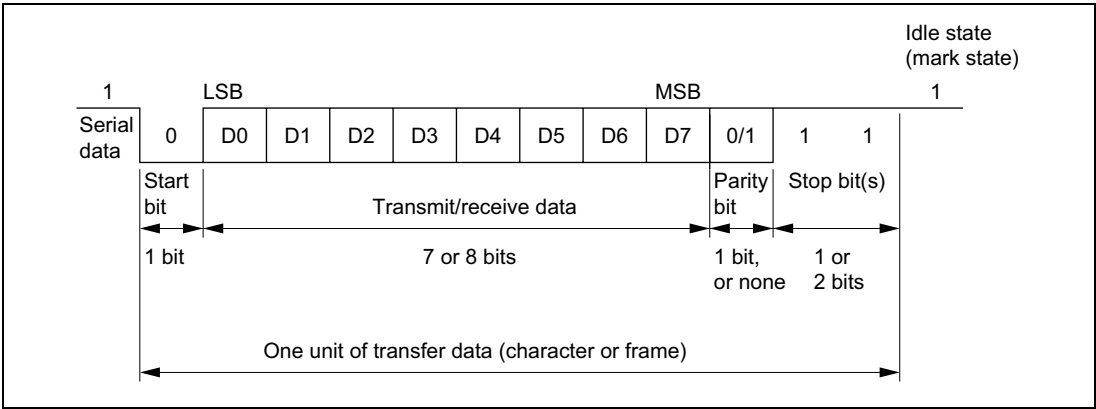 Idle state
(mark state)
1 LSB MSB 1
Serial
data
0 D0 D1 D2 D3 D4 D5 D6 D7 0/1 1 1
Start
bit
Transmit/receive data
Parity
bit
Stop bit(s)
1 bit
7 or 8 bits
1 bit,
or none
1 or
2 bits
One unit of transfer data (character or frame)